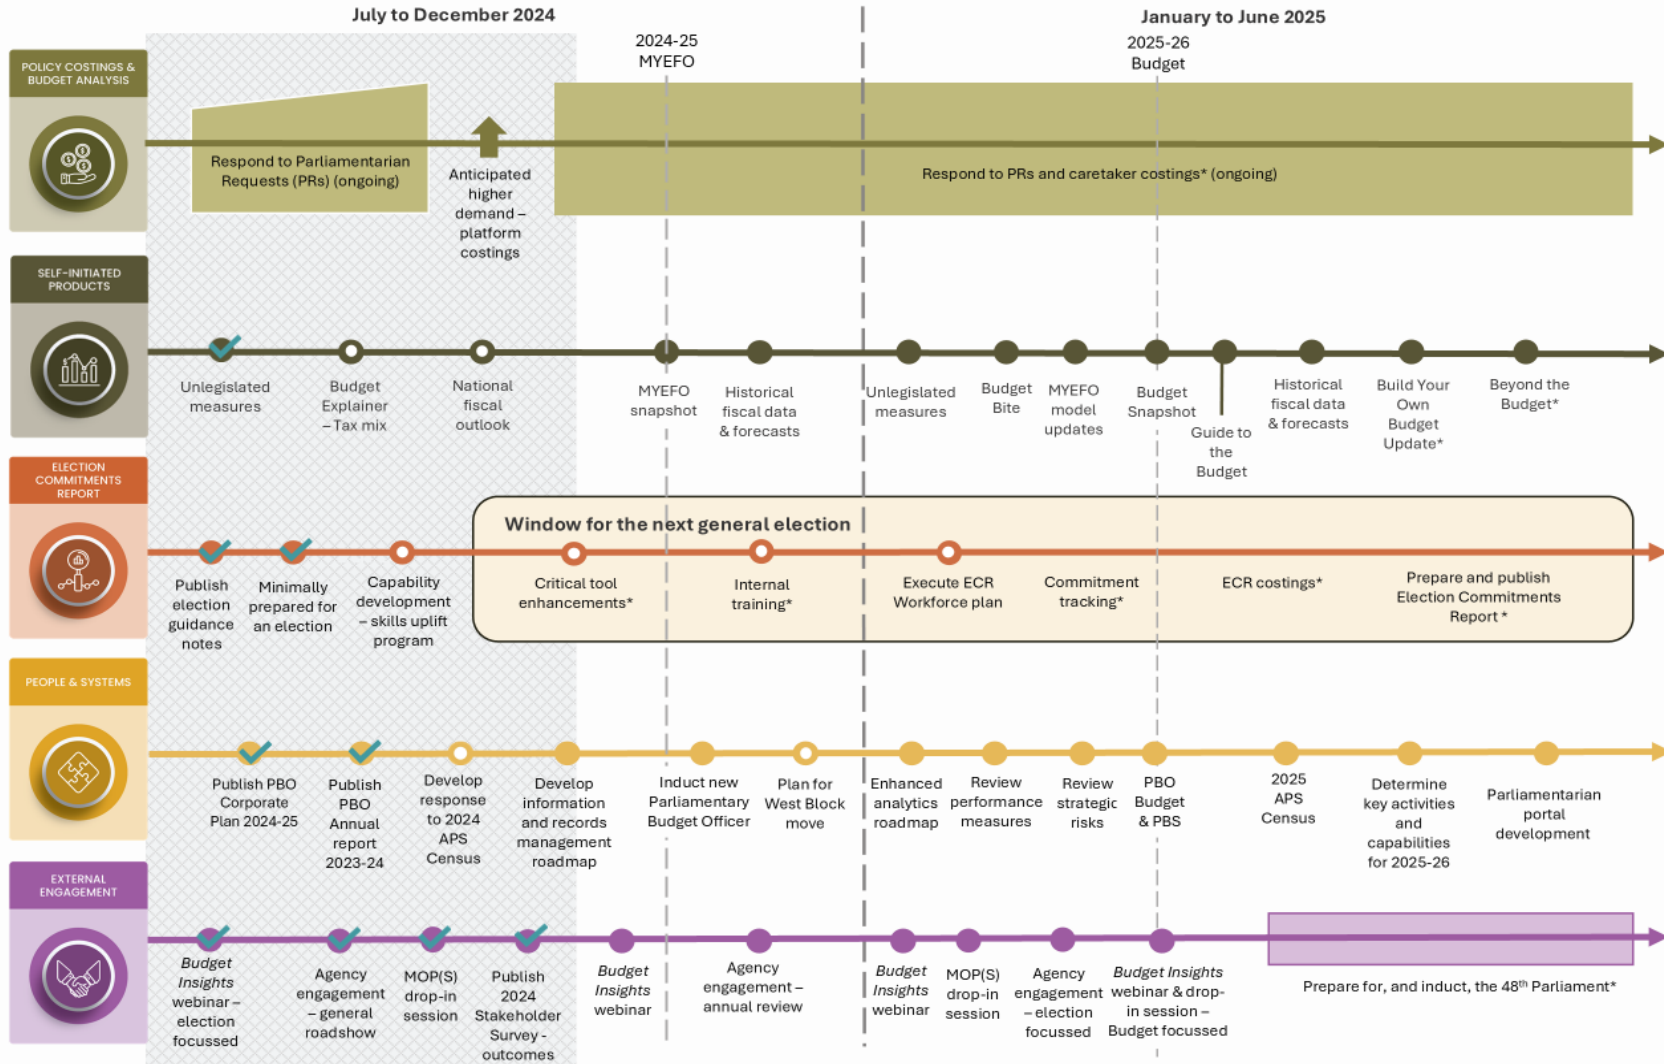 July to December 2024
January to June 2025
2024-25
MYEFO
2025-26
Budget
POLICY COSTINGS &
BUDGET ANALYSIS
Respond to Parliamentarian
Requests (PRs) (ongoing)
Anticipated
higher
demand –
platform
costings
Respond to PRs and caretaker costings* (ongoing)
SELF-INITIATED
PRODUCTS
Unlegislated
measures
Budget
Explainer
– Tax mix
National
fiscal
outlook
MYEFO
snapshot
Historical
fiscal data
& forecasts
Unlegislated
measures
Budget
Bite
MYEFO
model
updates
Budget
Snapshot
Guide to
the
Budget
Historical
fiscal data
& forecasts
Build Your
Own
Budget
Update*
Beyond the
Budget*
ELECTION
COMMITMENTS
REPORT
Window for the next general election
Publish
election
guidance
notes
Minimally
prepared for
an election
Capability
development
– skills uplift
program
Critical tool
enhancements*
Internal
training*
Execute ECR
Workforce plan
Commitment
tracking*
ECR costings*
Prepare and publish
Election Commitments
Report *
PEOPLE & SYSTEMS
Publish PBO
Corporate
Plan 2024-25
Publish
PBO
Annual
report
2023-24
Develop
response
to 2024
APS
Census
Develop
information
and records
management
roadmap
Induct new
Parliamentary
Budget Officer
Plan for
West Block
move
Enhanced
analytics
roadmap
Review
performance
measures
Review
strategic
risks
PBO
Budget
& PBS
2025
APS
Census
Determine
key activities
and
capabilities
for 2025-26
Parliamentarian
portal
development
EXTERNAL
ENGAGEMENT
Budget
Insights
webinar –
election
focussed
Agency
engagement
– general
roadshow
MOP(S)
drop-in
session
Publish
2024
Stakeholder
Survey -
outcomes
Budget
Insights
webinar
Agency
engagement –
annual review
Budget
Insights
webinar
MOP(S)
drop-in
session
Agency
engagement
– election
focussed
Budget Insights
webinar & drop-
in session –
Budget focussed
Prepare for, and induct, the 48th Parliament*